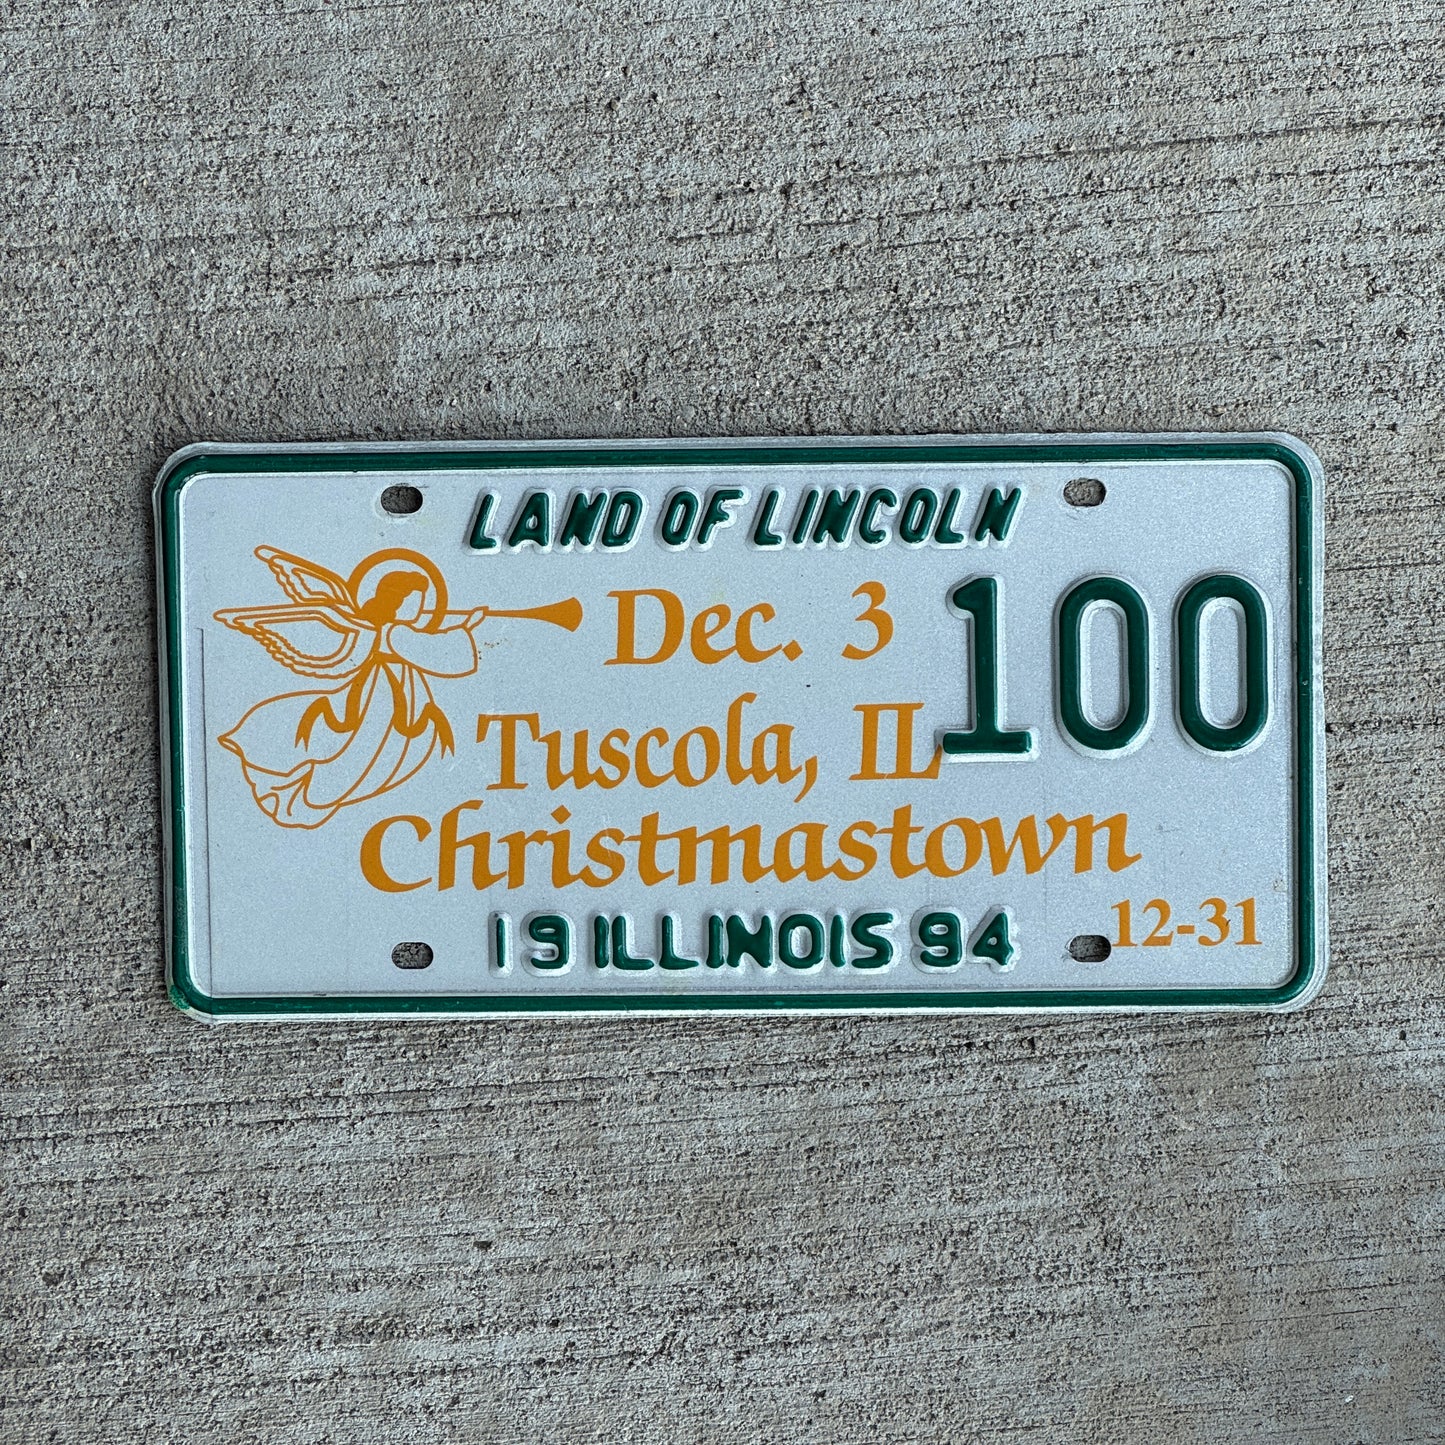 LAND OF LINCOLN
Dec. 3
100
Tuscola, IL
Christmastown
12-31
19 ILLINOIS 94